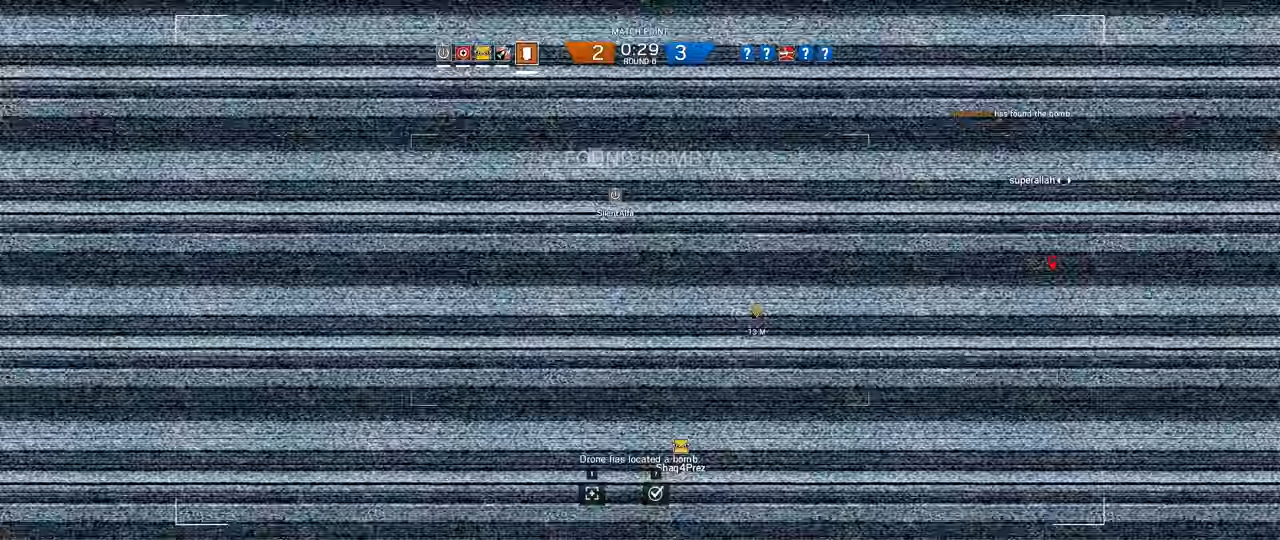 MATCH POINT
2 0:29 3
ROUND 6
? ? ? ?
has found the bomb.
FOUND BOMB A
superallah
SilentAlfa
13 M
Drone has located a bomb.
Shaq4Prez